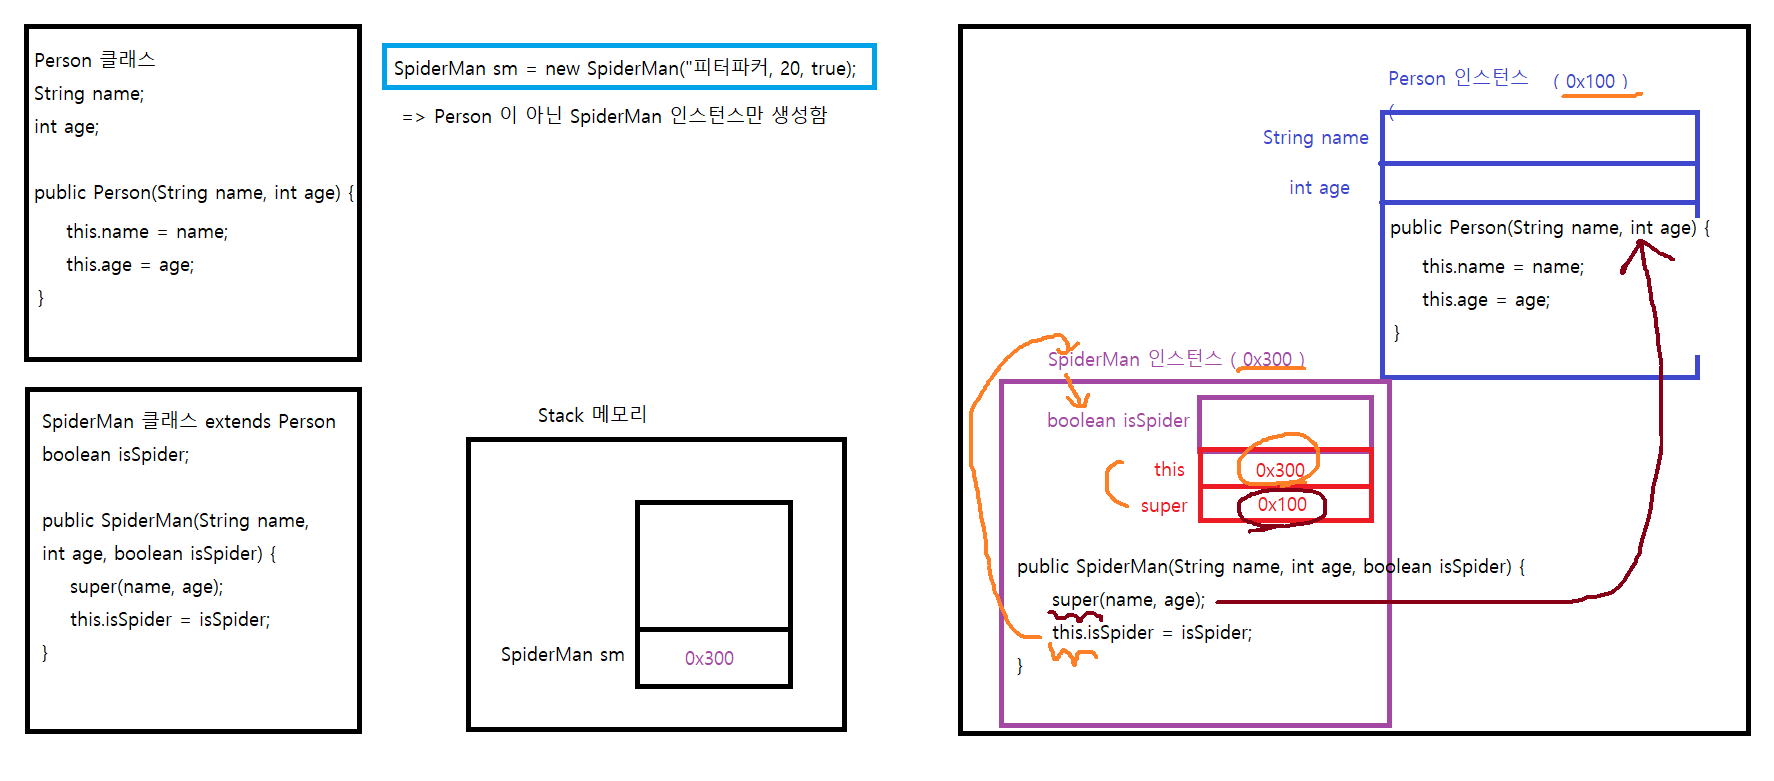 Person 클래스
String name;
int age;
public Person(String name, int age) {
this.name = name;
this.age = age;
}
SpiderMan 클래스 extends Person
boolean isSpider;
public SpiderMan(String name,
int age, boolean isSpider) {
super(name, age);
this.isSpider = isSpider;
}
SpiderMan sm = new SpiderMan("피터파커, 20, true);
=> Person 이 아닌 SpiderMan 인스턴스만 생성함
Stack 메모리
SpiderMan sm
0x300
Person 인스턴스 ( 0x100 )
(
String name
int age
public Person(String name, int age) {
this.name = name;
this.age = age;
}
SpiderMan 인스턴스 ( 0x300 )
boolean isSpider
this 0x300
super 0x100
public SpiderMan(String name, int age, boolean isSpider) {
super(name, age);
this.isSpider = isSpider;
}